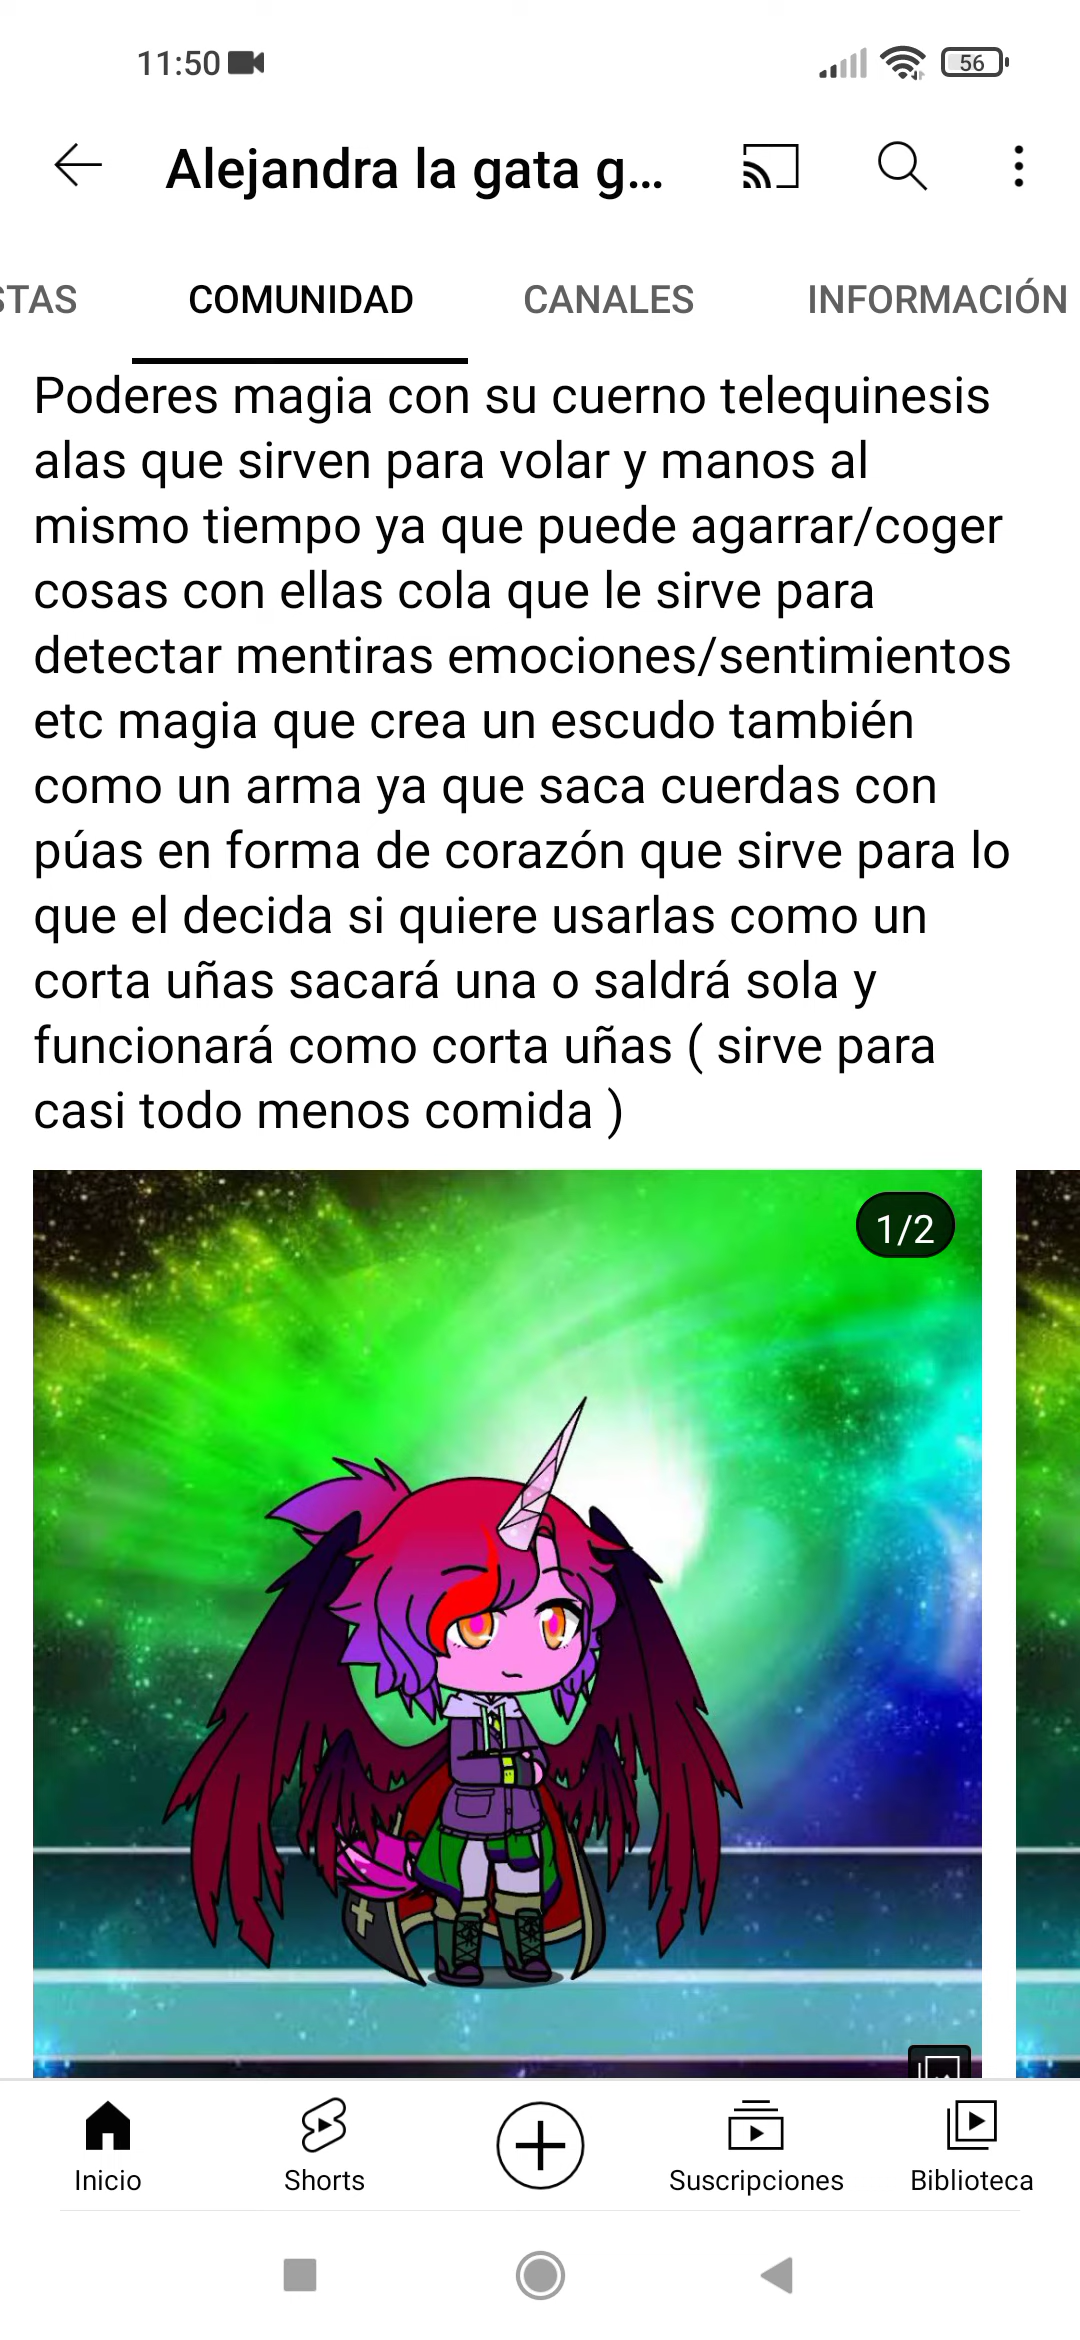 11:50
56
Alejandra la gata g...
STAS COMUNIDAD CANALES INFORMACIÓN
Poderes magia con su cuerno telequinesis
alas que sirven para volar y manos al
mismo tiempo ya que puede agarrar/coger
cosas con ellas cola que le sirve para
detectar mentiras emociones/sentimientos
etc magia que crea un escudo también
como un arma ya que saca cuerdas con
púas en forma de corazón que sirve para lo
que el decida si quiere usarlas como un
corta uñas sacará una o saldrá sola y
funcionará como corta uñas ( sirve para
casi todo menos comida )
1/2
Inicio Shorts Suscripciones Biblioteca